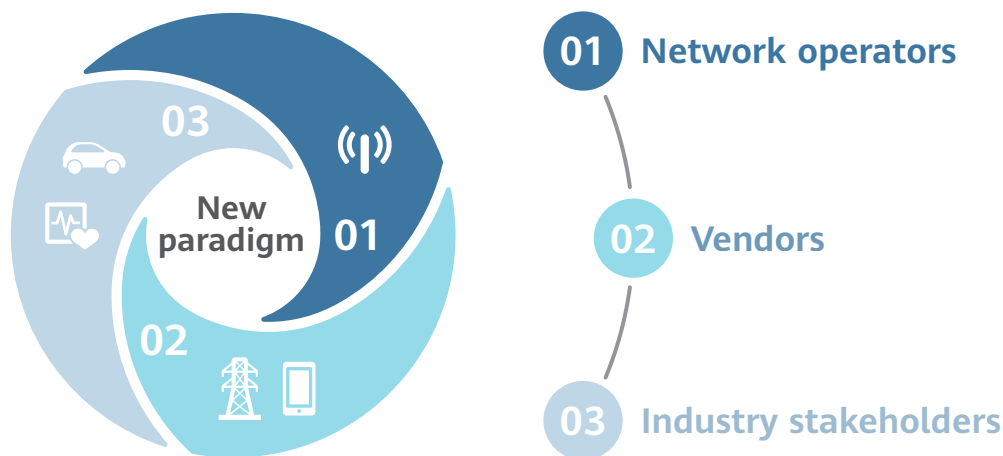 03
New
paradigm
01
02
01 Network operators
02 Vendors
03 Industry stakeholders